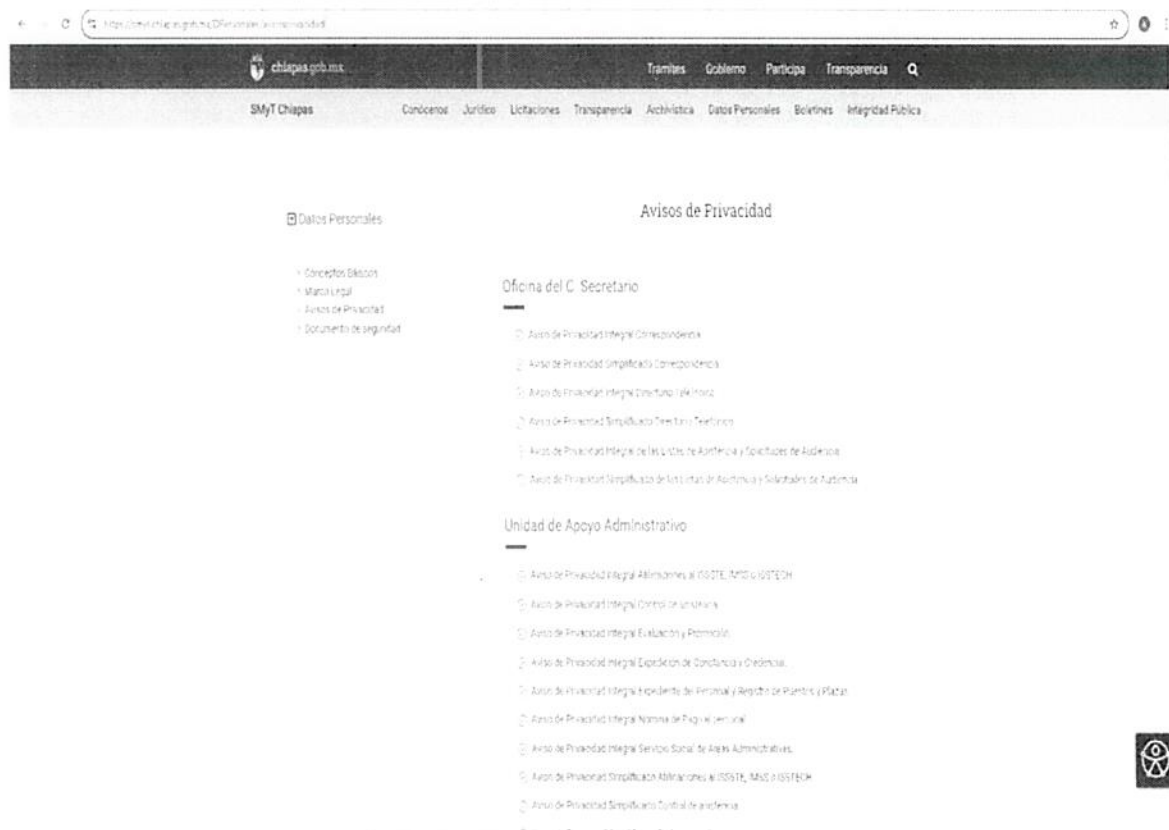 chiapas.gob.mx
Tramites Gobierno Participa Transparencia
SMyT Chiapas Conócenos Jurídico Licitaciones Transparencia Archivística Datos Personales Boletines Integridad Pública
Datos Personales
Avisos de Privacidad
Conceptos Básicos
Marco Legal
Avisos de Privacidad
Documento de seguridad
Oficina del C. Secretario
Aviso de Privacidad Integral Correspondencia
Aviso de Privacidad Simplificado Correspondencia
Aviso de Privacidad Integral Directorio Telefónico
Aviso de Privacidad Simplificado Directorio Telefónico
Aviso de Privacidad Integral de las Listas de Asistencia y Solicitudes de Audiencia
Aviso de Privacidad Simplificado de las Listas de Asistencia y Solicitudes de Audiencia
Unidad de Apoyo Administrativo
Aviso de Privacidad Integral Afiliaciones al ISSSTE, IMSS o ISSTECH
Aviso de Privacidad Integral Control de asistencia
Aviso de Privacidad Integral Evaluación y Promoción
Aviso de Privacidad Integral Expedición de Constancia y Credencial
Aviso de Privacidad Integral Expediente de Personal y Registro de Puestos y Plazas
Aviso de Privacidad Integral Nómina de Pago al personal
Aviso de Privacidad Integral Servicio Social de Areas Administrativas.
Aviso de Privacidad Simplificado Afiliaciones al ISSSTE, IMSS o ISSTECH
Aviso de Privacidad Simplificado Control de asistencia